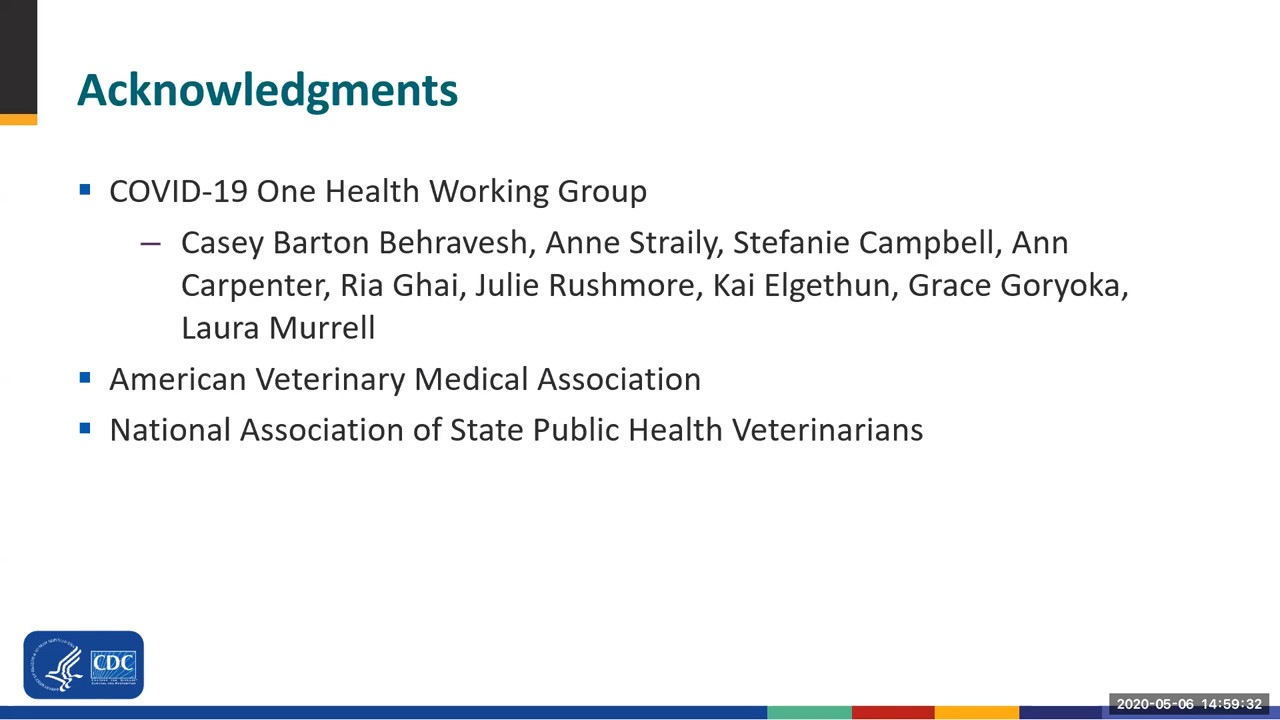 Acknowledgments
▪ COVID-19 One Health Working Group
– Casey Barton Behravesh, Anne Straily, Stefanie Campbell, Ann
Carpenter, Ria Ghai, Julie Rushmore, Kai Elgethun, Grace Goryoka,
Laura Murrell
▪ American Veterinary Medical Association
▪ National Association of State Public Health Veterinarians
CDC
2020-05-06 14:59:32